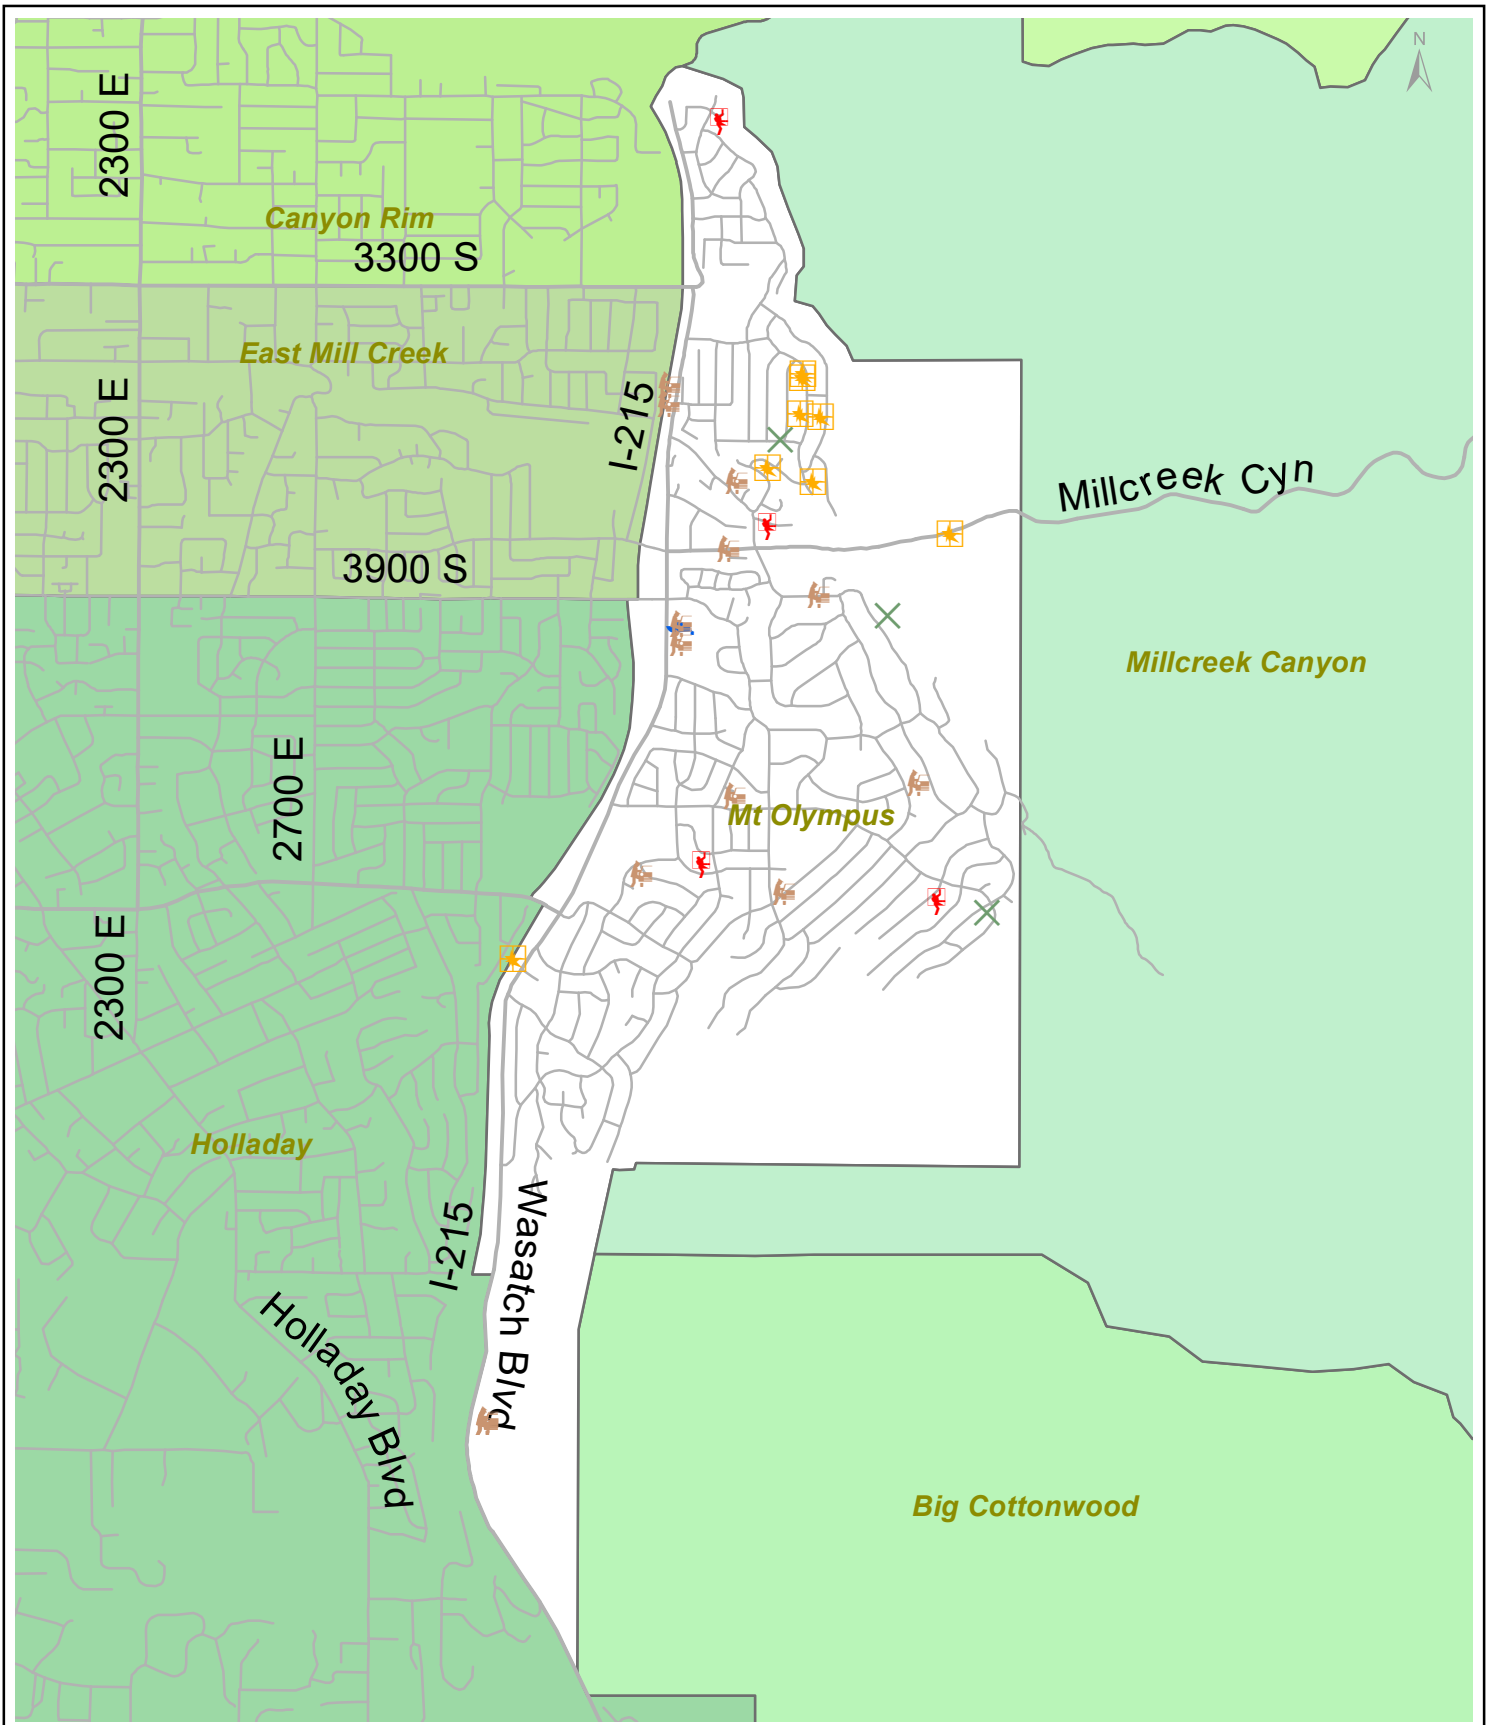 N
2300 E
Canyon Rim
3300 S
East Mill Creek
2300 E
I-215
Millcreek Cyn
3900 S
Millcreek Canyon
2700 E
Mt Olympus
2300 E
Holladay
I-215
Wasatch Blvd
Holladay Blvd
Big Cottonwood